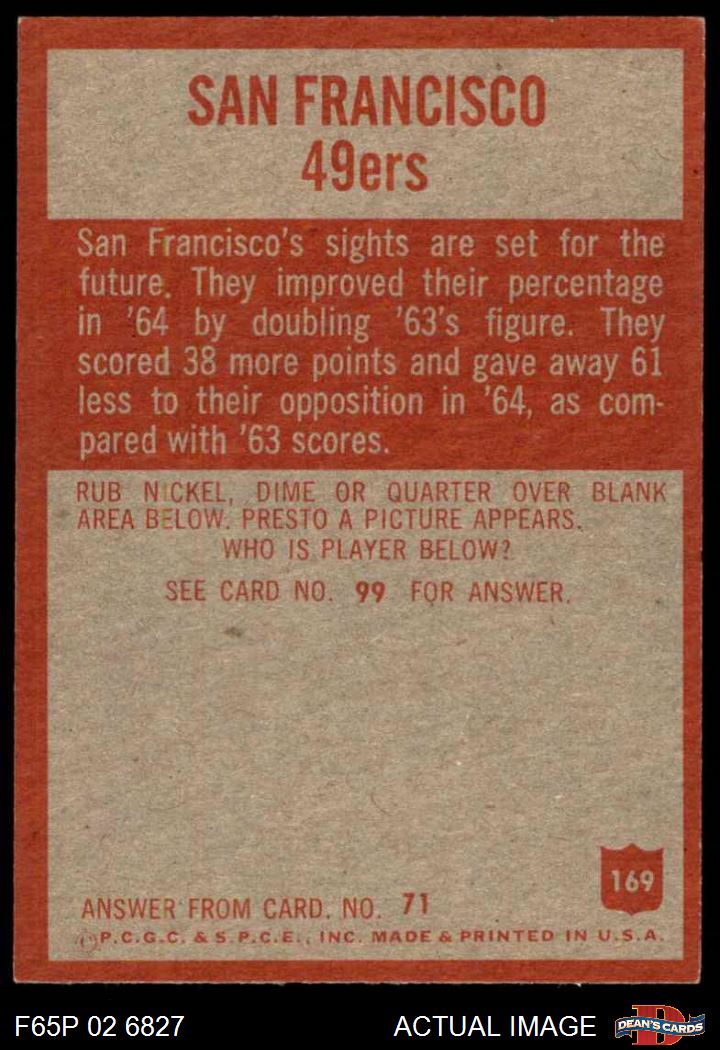 SAN FRANCISCO
49ers
San Francisco's sights are set for the
future. They improved their percentage
in '64 by doubling '63's figure. They
scored 38 more points and gave away 61
less to their opposition in '64, as com-
pared with '63 scores.
RUB NICKEL, DIME OR QUARTER OVER BLANK
AREA BELOW. PRESTO A PICTURE APPEARS.
WHO IS PLAYER BELOW?
SEE CARD NO. 99 FOR ANSWER.
169
ANSWER FROM CARD. NO. 71
©P.C.G.C. & S.P.C.E., INC. MADE & PRINTED IN U.S.A.
F65P 02 6827
ACTUAL IMAGE
D
DEAN'S CARDS